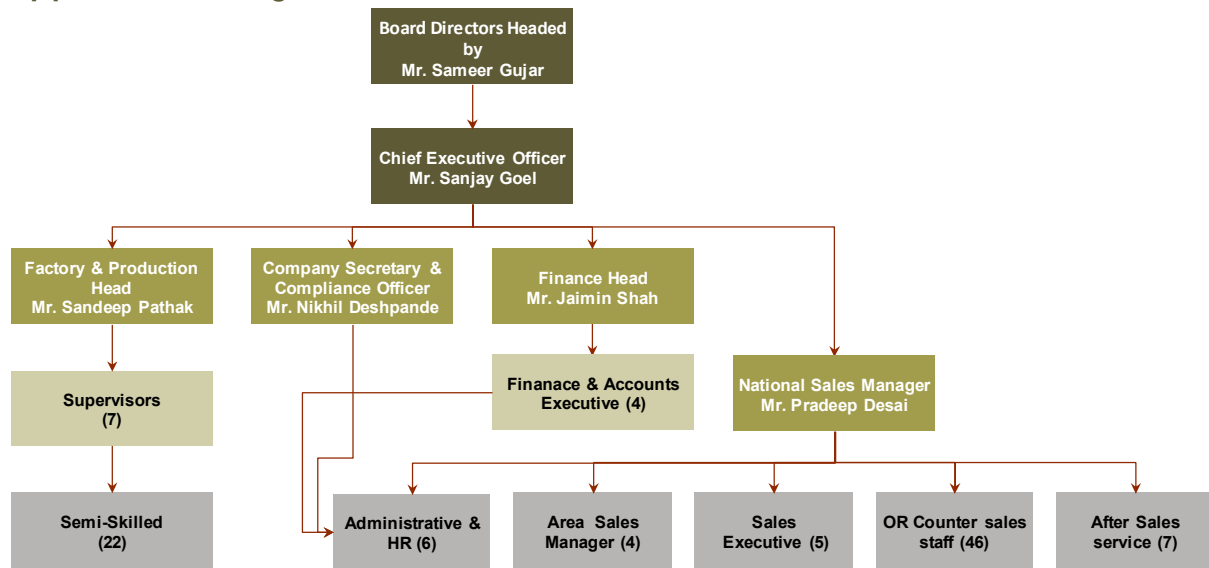 Board Directors Headed
by
Mr. Sameer Gujar
Chief Executive Officer
Mr. Sanjay Goel
Factory & Production
Head
Mr. Sandeep Pathak
Company Secretary &
Compliance Officer
Mr. Nikhil Deshpande
Finance Head
Mr. Jaimin Shah
Supervisors
(7)
Finanace & Accounts
Executive (4)
National Sales Manager
Mr. Pradeep Desai
Semi-Skilled
(22)
Administrative &
HR (6)
Area Sales
Manager (4)
Sales
Executive (5)
OR Counter sales
staff (46)
After Sales
service (7)